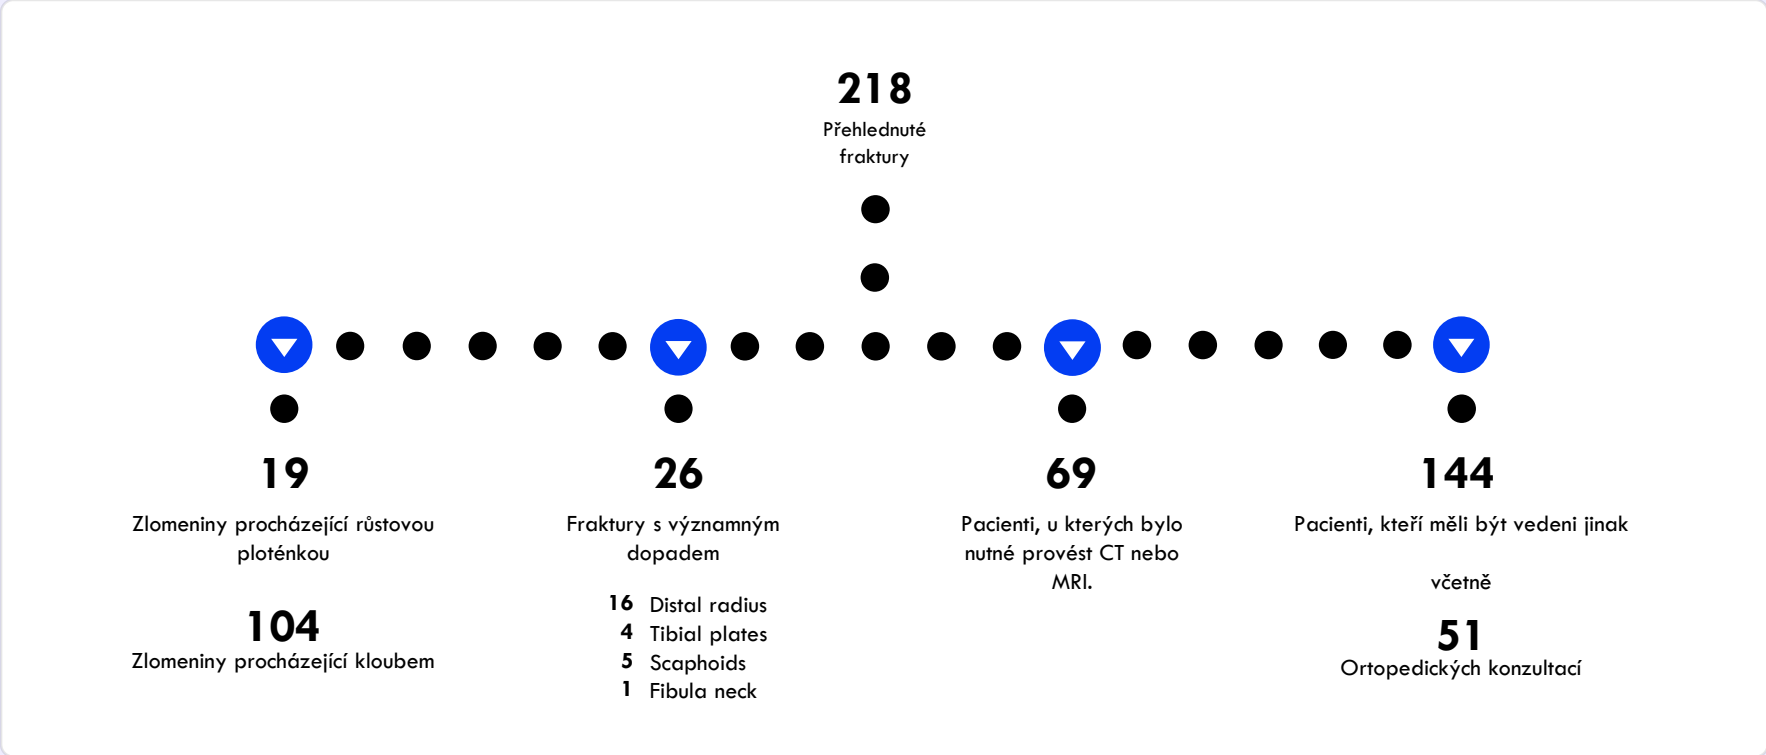 218
Přehlednuté
fraktury
19
Zlomeniny procházející růstovou
ploténkou
104
Zlomeniny procházející kloubem
26
Fraktury s významným
dopadem
16 Distal radius
4 Tibial plates
5 Scaphoids
1 Fibula neck
69
Pacienti, u kterých bylo
nutné provést CT nebo
MRI.
144
Pacienti, kteří měli být vedeni jinak
včetně
51
Ortopedických konzultací